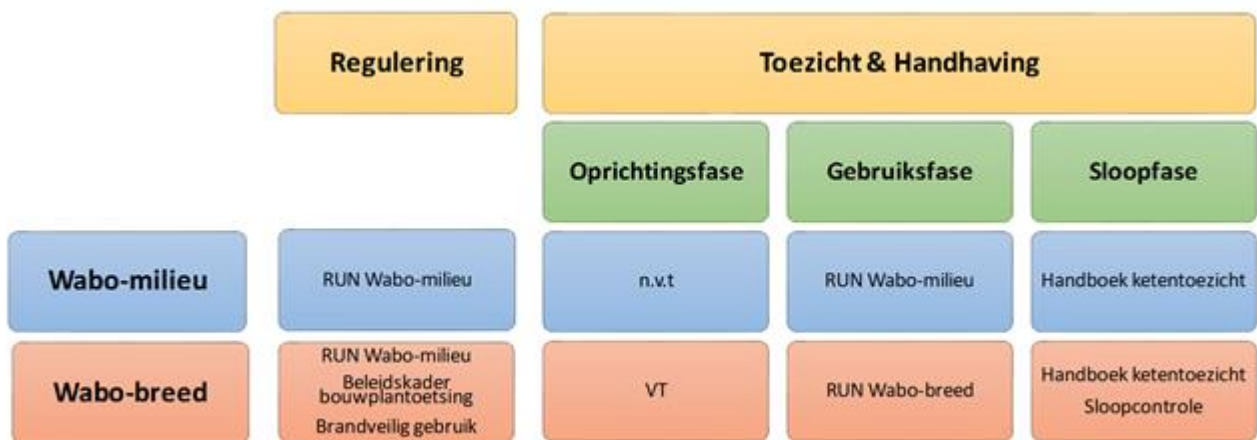 Regulering
Toezicht & Handhaving
Oprichtingsfase
Gebruiksfase
Sloopfase
Wabo-milieu
RUN Wabo-milieu
n.v.t
RUN Wabo-milieu
Handboek ketentoezicht
Wabo-breed
RUN Wabo-milieu
Beleidskader
bouwplantoetsing
Brandveilig gebruik
VT
RUN Wabo-breed
Handboek ketentoezicht
Sloopcontrole